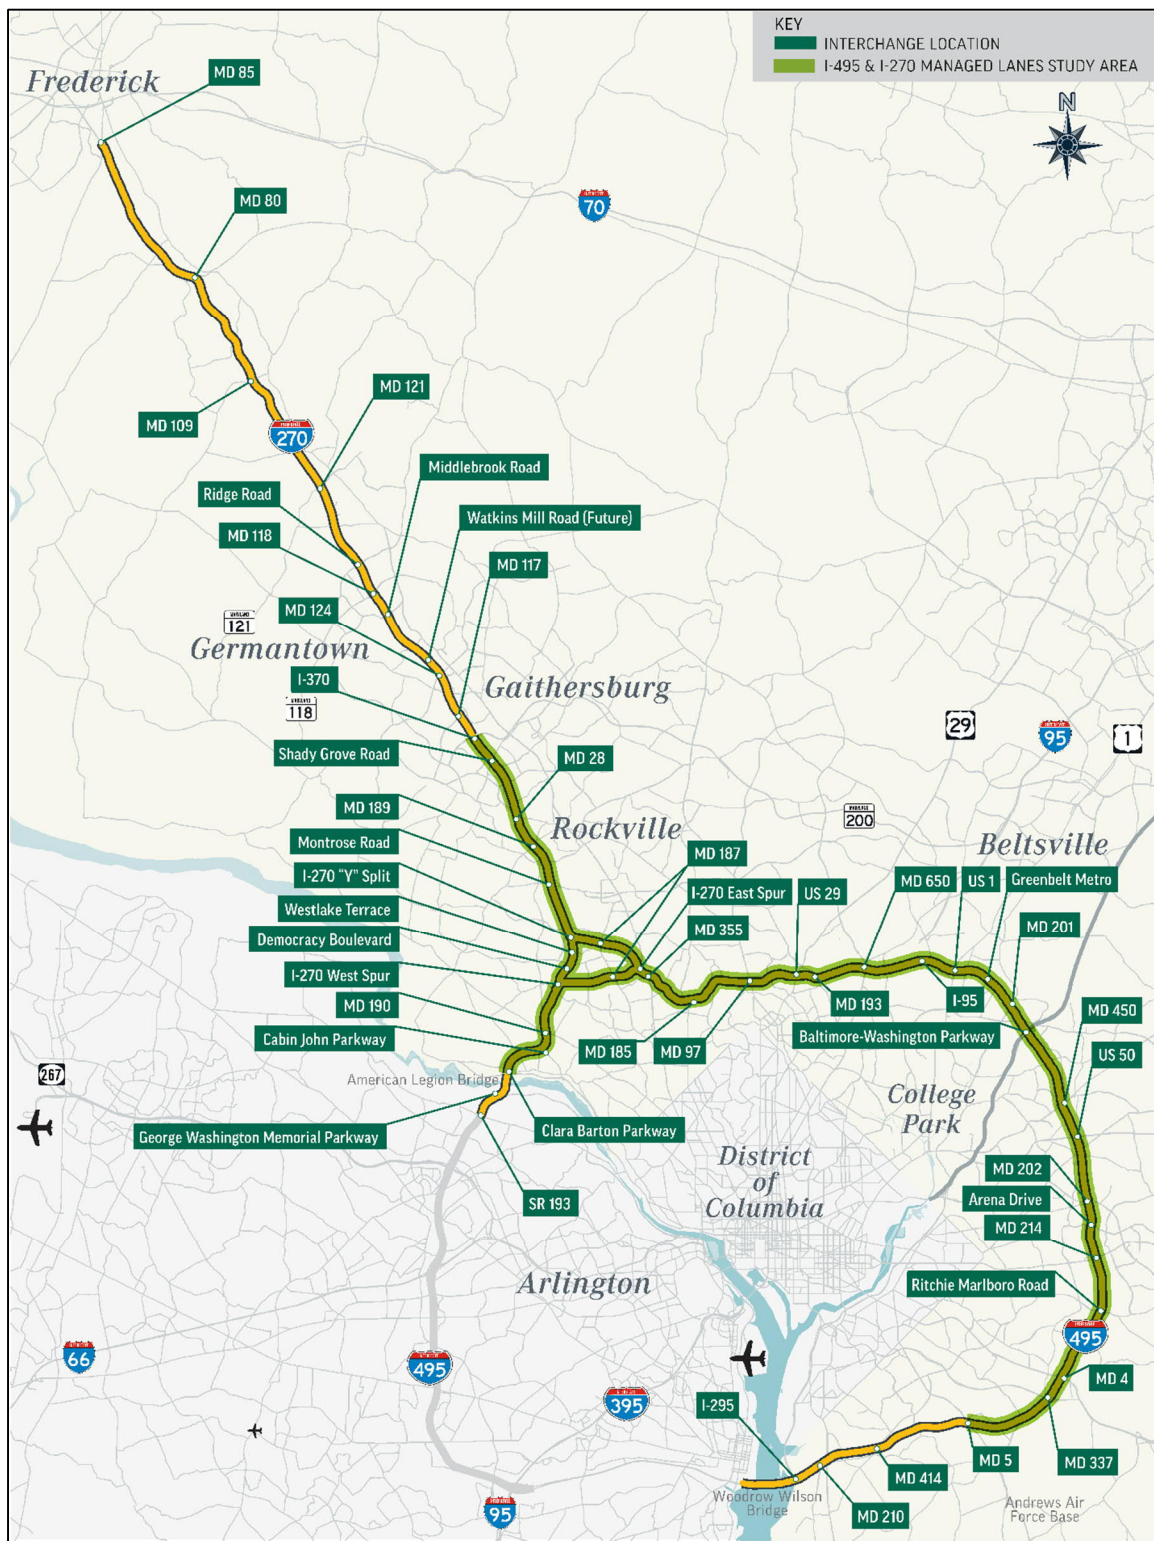 KEY
INTERCHANGE LOCATION
I-495 & I-270 MANAGED LANES STUDY AREA
N
Frederick
MD 85
MD 80
70
MD 109
MD 121
270
Middlebrook Road
Ridge Road
Watkins Mill Road (Future)
MD 118
MD 117
MD 124
121
Germantown
I-370
Gaithersburg
118
29
95
1
Shady Grove Road
MD 28
MD 189
200
Rockville
Montrose Road
Beltsville
MD 187
I-270 "Y" Split
I-270 East Spur
US 29
MD 650
US 1
Greenbelt Metro
Westlake Terrace
MD 355
MD 201
Democracy Boulevard
I-270 West Spur
MD 190
MD 193
I-95
MD 450
Cabin John Parkway
MD 185
MD 97
Baltimore-Washington Parkway
US 50
267
American Legion Bridge
College
Park
George Washington Memorial Parkway
Clara Barton Parkway
District
of
Columbia
MD 202
Arena Drive
SR 193
MD 214
Arlington
Ritchie Marlboro Road
495
66
495
395
MD 4
I-295
MD 5
MD 337
MD 414
Woodrow Wilson
Bridge
MD 210
Andrews Air
Force Base
95